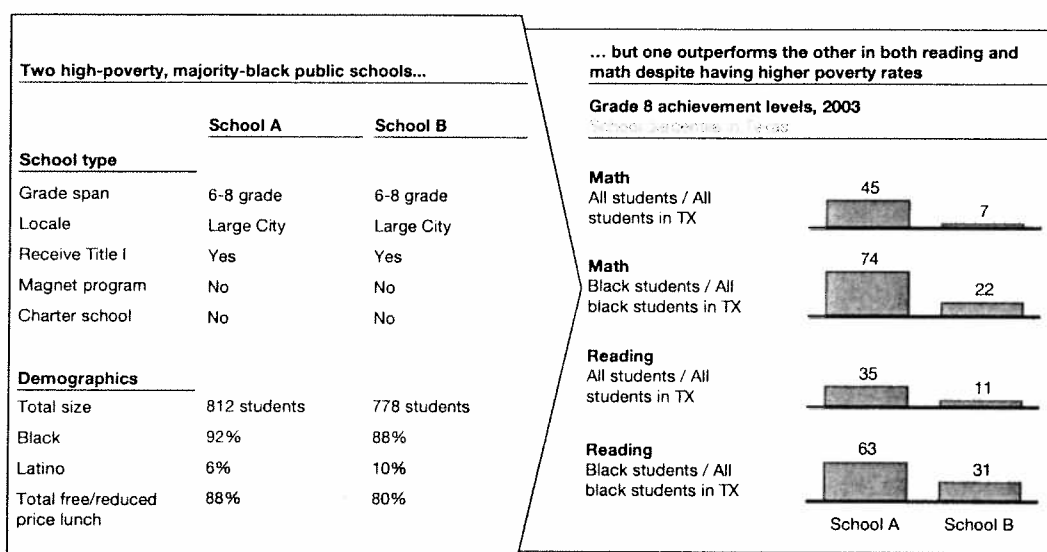 Two high-poverty, majority-black public schools...
School A School B
School type
Grade span 6-8 grade 6-8 grade
Locale Large City Large City
Receive Title I Yes Yes
Magnet program No No
Charter school No No
Demographics
Total size 812 students 778 students
Black 92% 88%
Latino 6% 10%
Total free/reduced 88% 80%
price lunch
... but one outperforms the other in both reading and
math despite having higher poverty rates
Grade 8 achievement levels, 2003
School percentile in Texas
Math
All students / All
students in TX
45 7
Math
Black students / All
black students in TX
74 22
Reading
All students / All
students in TX
35 11
Reading
Black students / All
black students in TX
63 31
School A School B